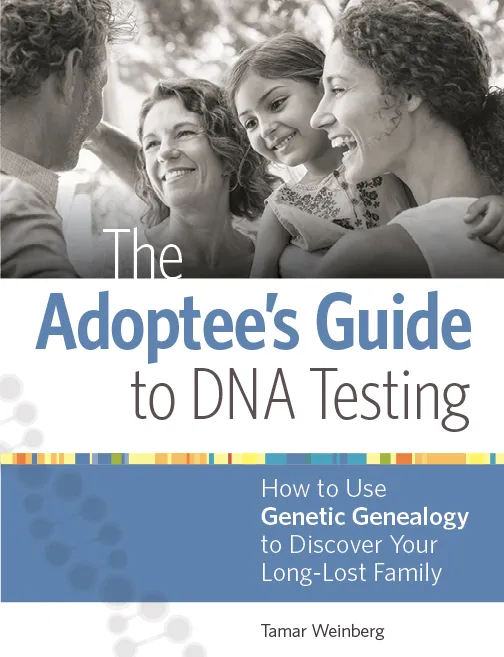 The
Adoptee's Guide
to DNA Testing
How to Use
Genetic Genealogy
to Discover Your
Long-Lost Family
Tamar Weinberg